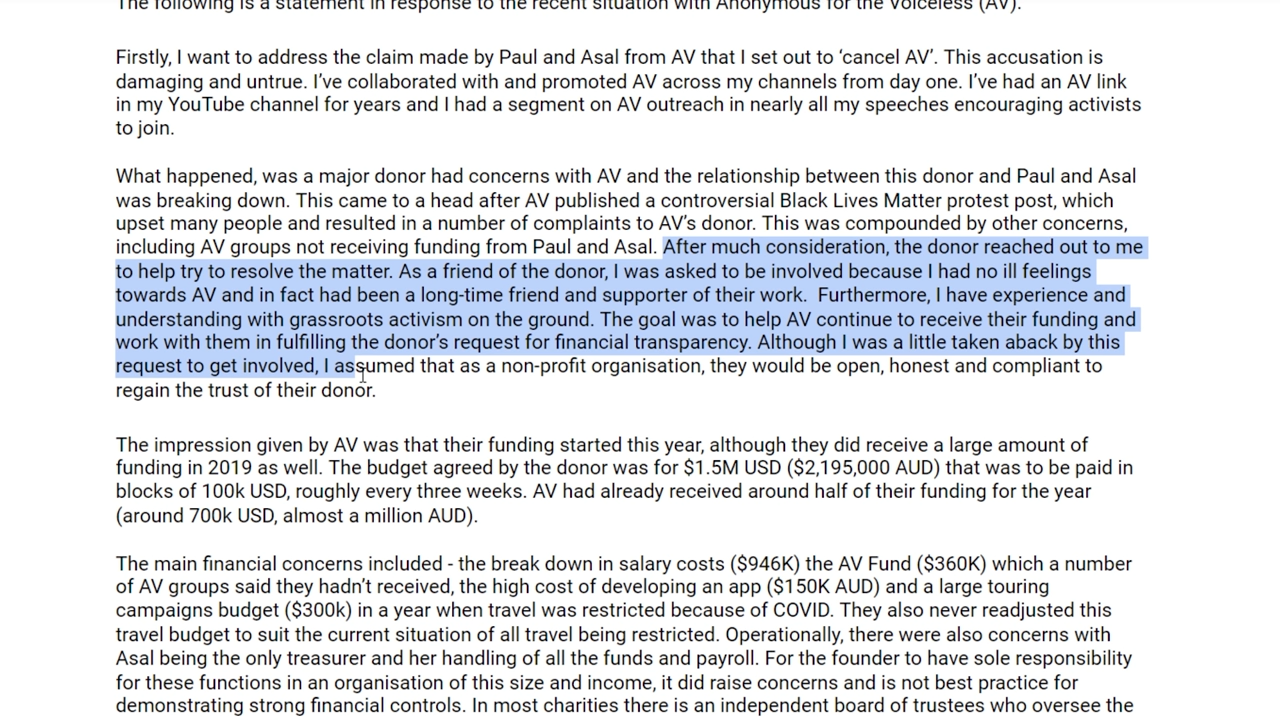 The following is a statement in response to the recent situation with Anonymous for the Voiceless (AV).
Firstly, I want to address the claim made by Paul and Asal from AV that I set out to ‘cancel AV’. This accusation is
damaging and untrue. I’ve collaborated with and promoted AV across my channels from day one. I’ve had an AV link
in my YouTube channel for years and I had a segment on AV outreach in nearly all my speeches encouraging activists
to join.
What happened, was a major donor had concerns with AV and the relationship between this donor and Paul and Asal
was breaking down. This came to a head after AV published a controversial Black Lives Matter protest post, which
upset many people and resulted in a number of complaints to AV’s donor. This was compounded by other concerns,
including AV groups not receiving funding from Paul and Asal. After much consideration, the donor reached out to me
to help try to resolve the matter. As a friend of the donor, I was asked to be involved because I had no ill feelings
towards AV and in fact had been a long-time friend and supporter of their work.  Furthermore, I have experience and
understanding with grassroots activism on the ground. The goal was to help AV continue to receive their funding and
work with them in fulfilling the donor’s request for financial transparency. Although I was a little taken aback by this
request to get involved, I assumed that as a non-profit organisation, they would be open, honest and compliant to
regain the trust of their donor.
The impression given by AV was that their funding started this year, although they did receive a large amount of
funding in 2019 as well. The budget agreed by the donor was for $1.5M USD ($2,195,000 AUD) that was to be paid in
blocks of 100k USD, roughly every three weeks. AV had already received around half of their funding for the year
(around 700k USD, almost a million AUD).
The main financial concerns included - the break down in salary costs ($946K) the AV Fund ($360K) which a number
of AV groups said they hadn’t received, the high cost of developing an app ($150K AUD) and a large touring
campaigns budget ($300k) in a year when travel was restricted because of COVID. They also never readjusted this
travel budget to suit the current situation of all travel being restricted. Operationally, there were also concerns with
Asal being the only treasurer and her handling of all the funds and payroll. For the founder to have sole responsibility
for these functions in an organisation of this size and income, it did raise concerns and is not best practice for
demonstrating strong financial controls. In most charities there is an independent board of trustees who oversee the